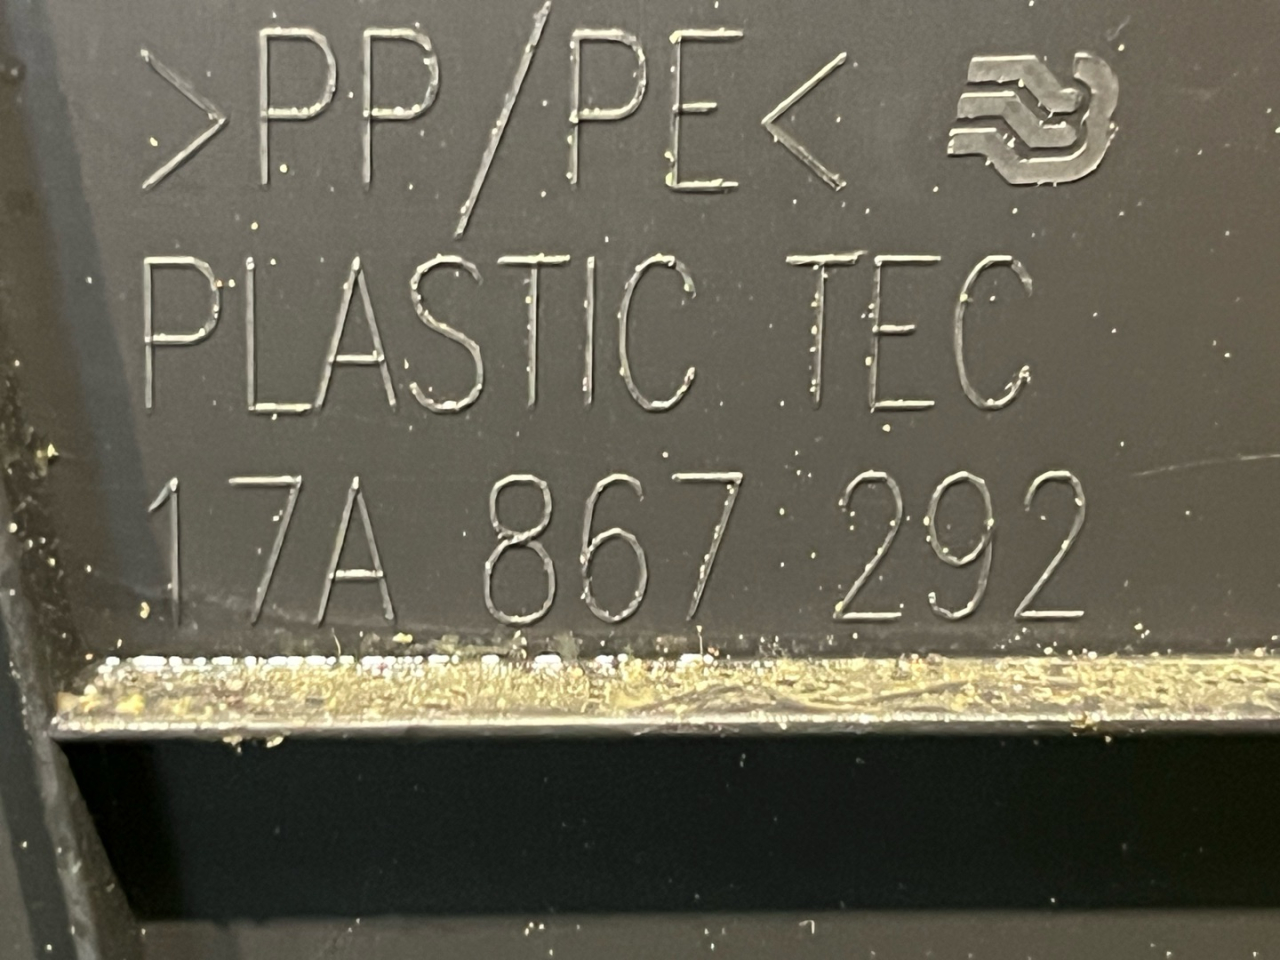 >PP/PE<
PLASTIC TEC
17A 867 292